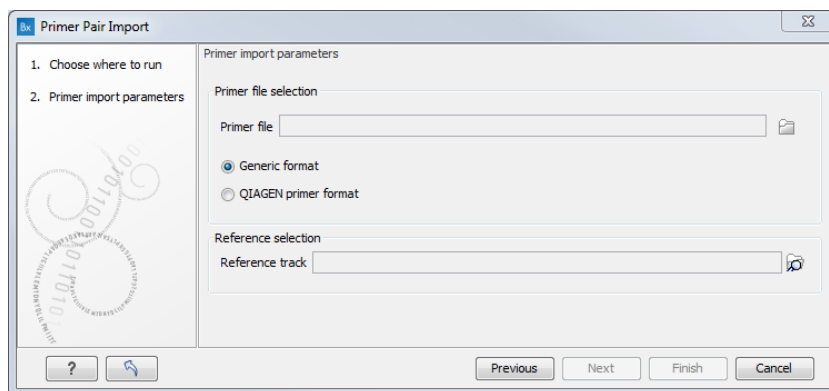 Bx Primer Pair Import
1. Choose where to run
2. Primer import parameters
Primer import parameters
Primer file selection
Primer file
Generic format
QIAGEN primer format
Reference selection
Reference track
? Previous Next Finish Cancel